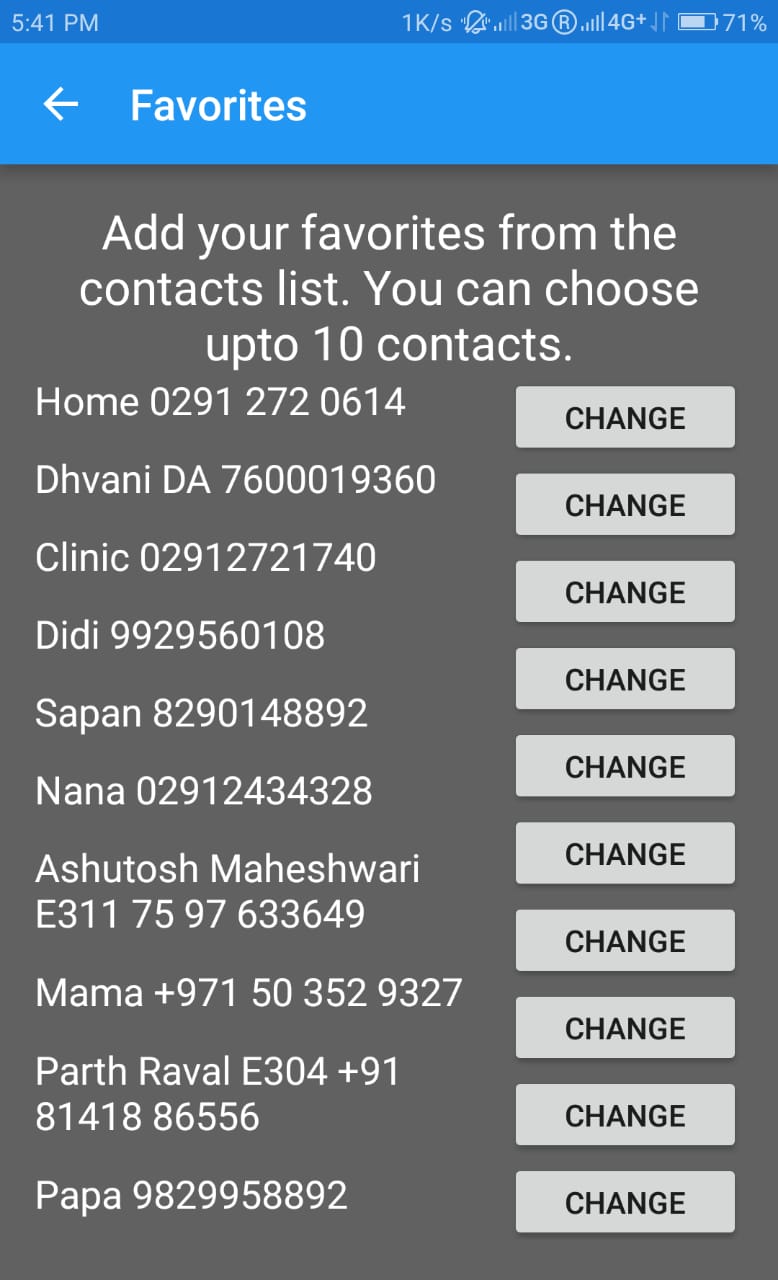 5:41 PM 1K/s 3G R 4G+ 71%
Favorites
Add your favorites from the
contacts list. You can choose
upto 10 contacts.
Home 0291 272 0614 CHANGE
Dhvani DA 7600019360 CHANGE
Clinic 02912721740 CHANGE
Didi 9929560108 CHANGE
Sapan 8290148892 CHANGE
Nana 02912434328 CHANGE
Ashutosh Maheshwari
E311 75 97 633649 CHANGE
Mama +971 50 352 9327 CHANGE
Parth Raval E304 +91
81418 86556 CHANGE
Papa 9829958892 CHANGE